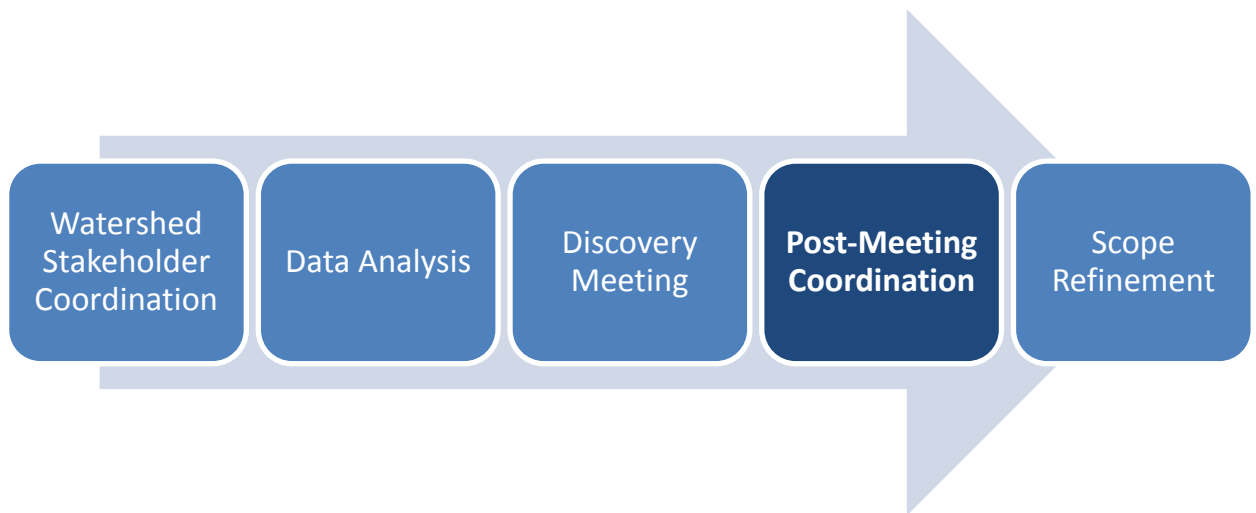 Watershed
Stakeholder
Coordination
Data Analysis
Discovery
Meeting
Post-Meeting
Coordination
Scope
Refinement